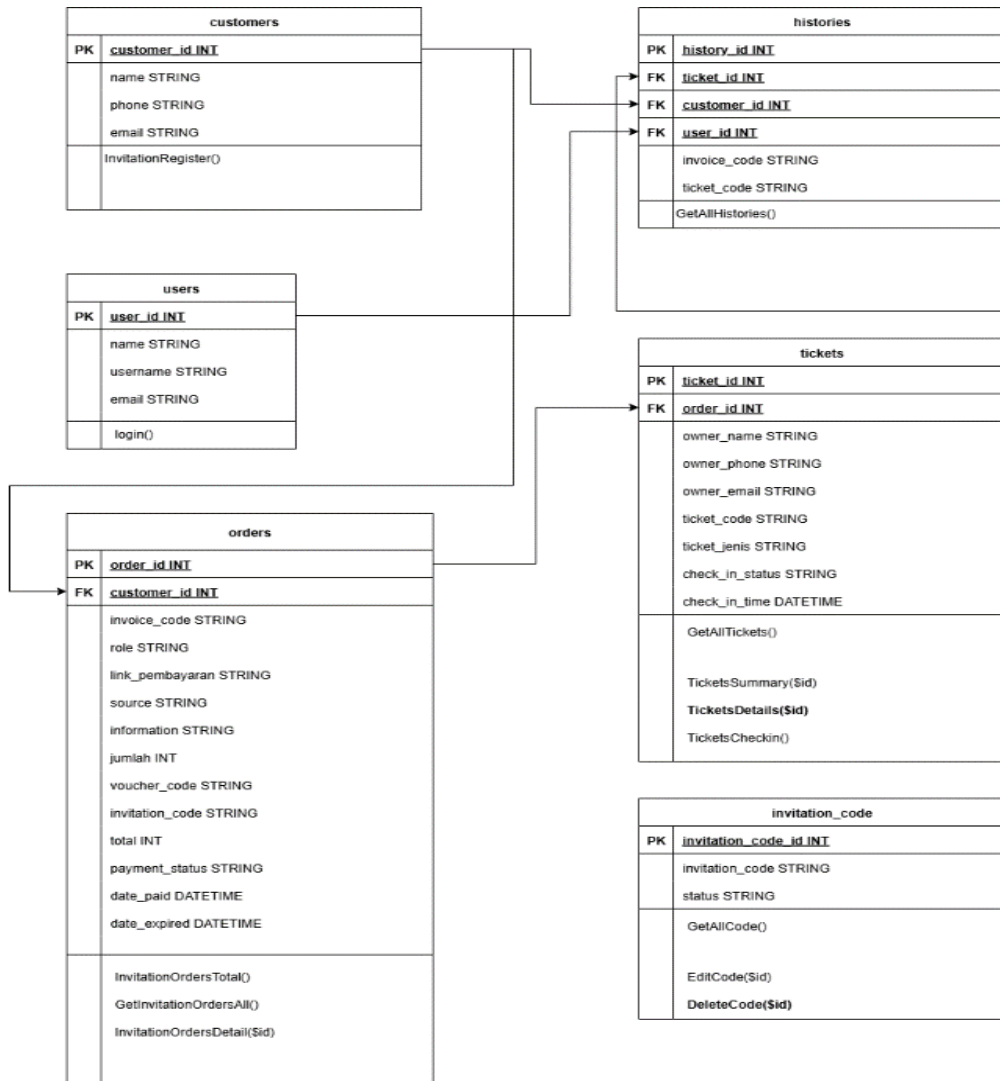 customers
PK customer_id INT
name STRING
phone STRING
email STRING
InvitationRegister()
histories
PK history_id INT
FK ticket_id INT
FK customer_id INT
FK user_id INT
invoice_code STRING
ticket_code STRING
GetAllHistories()
users
PK user_id INT
name STRING
username STRING
email STRING
login()
tickets
PK ticket_id INT
FK order_id INT
owner_name STRING
owner_phone STRING
owner_email STRING
ticket_code STRING
ticket_jenis STRING
check_in_status STRING
check_in_time DATETIME
GetAllTickets()
TicketsSummary($id)
TicketsDetails($id)
TicketsCheckin()
orders
PK order_id INT
FK customer_id INT
invoice_code STRING
role STRING
link_pembayaran STRING
source STRING
information STRING
jumlah INT
voucher_code STRING
invitation_code STRING
total INT
payment_status STRING
date_paid DATETIME
date_expired DATETIME
InvitationOrdersTotal()
GetInvitationOrdersAll()
InvitationOrdersDetail($id)
invitation_code
PK invitation_code_id INT
invitation_code STRING
status STRING
GetAllCode()
EditCode($id)
DeleteCode($id)